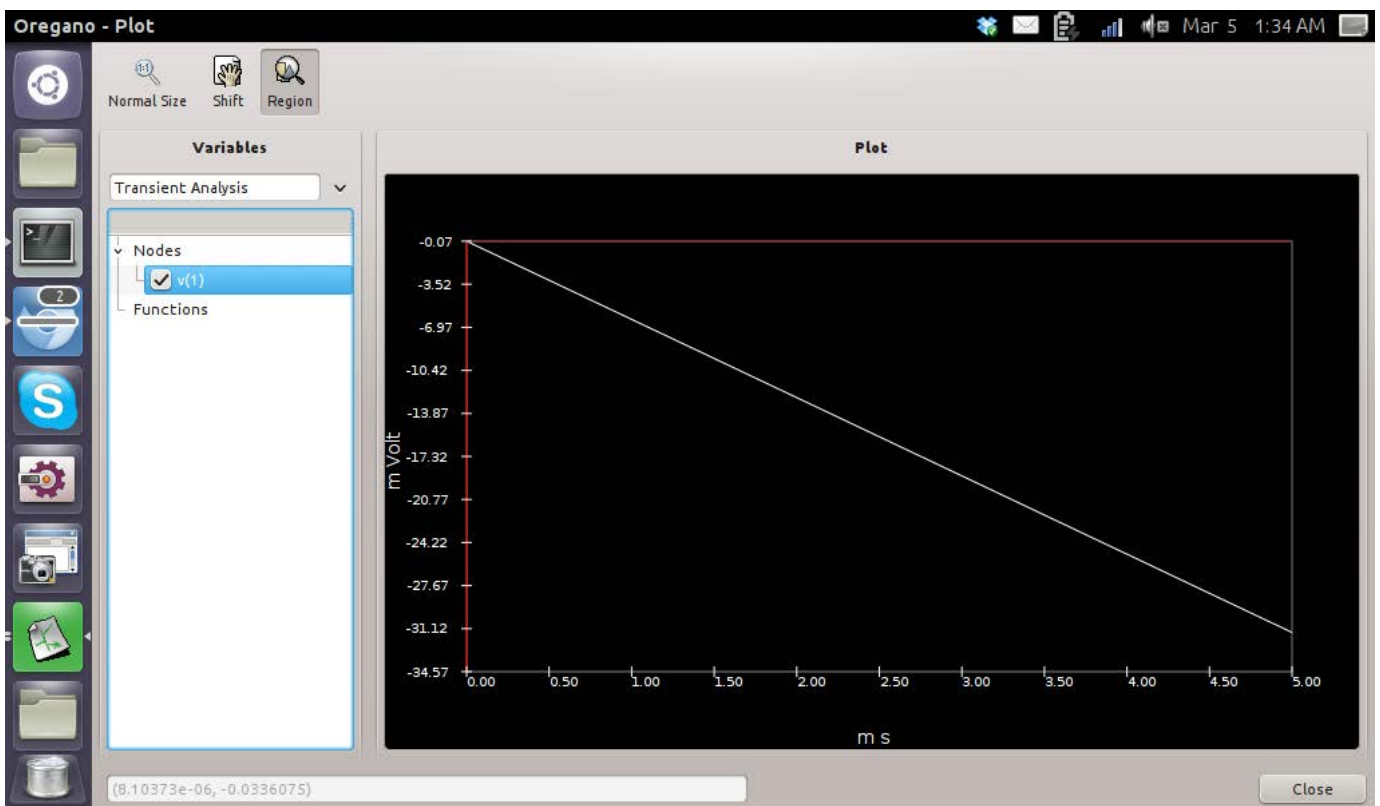 Oregano - Plot
Mar 5 1:34 AM
Normal Size Shift Region
Variables
Plot
Transient Analysis
Nodes
v(1)
Functions
2
-0.07
-3.52
-6.97
-10.42
-13.87
-17.32
-20.77
-24.22
-27.67
-31.12
-34.57
m Volt
0.00 0.50 1.00 1.50 2.00 2.50 3.00 3.50 4.00 4.50 5.00
m s
(8.10373e-06, -0.0336075)
Close